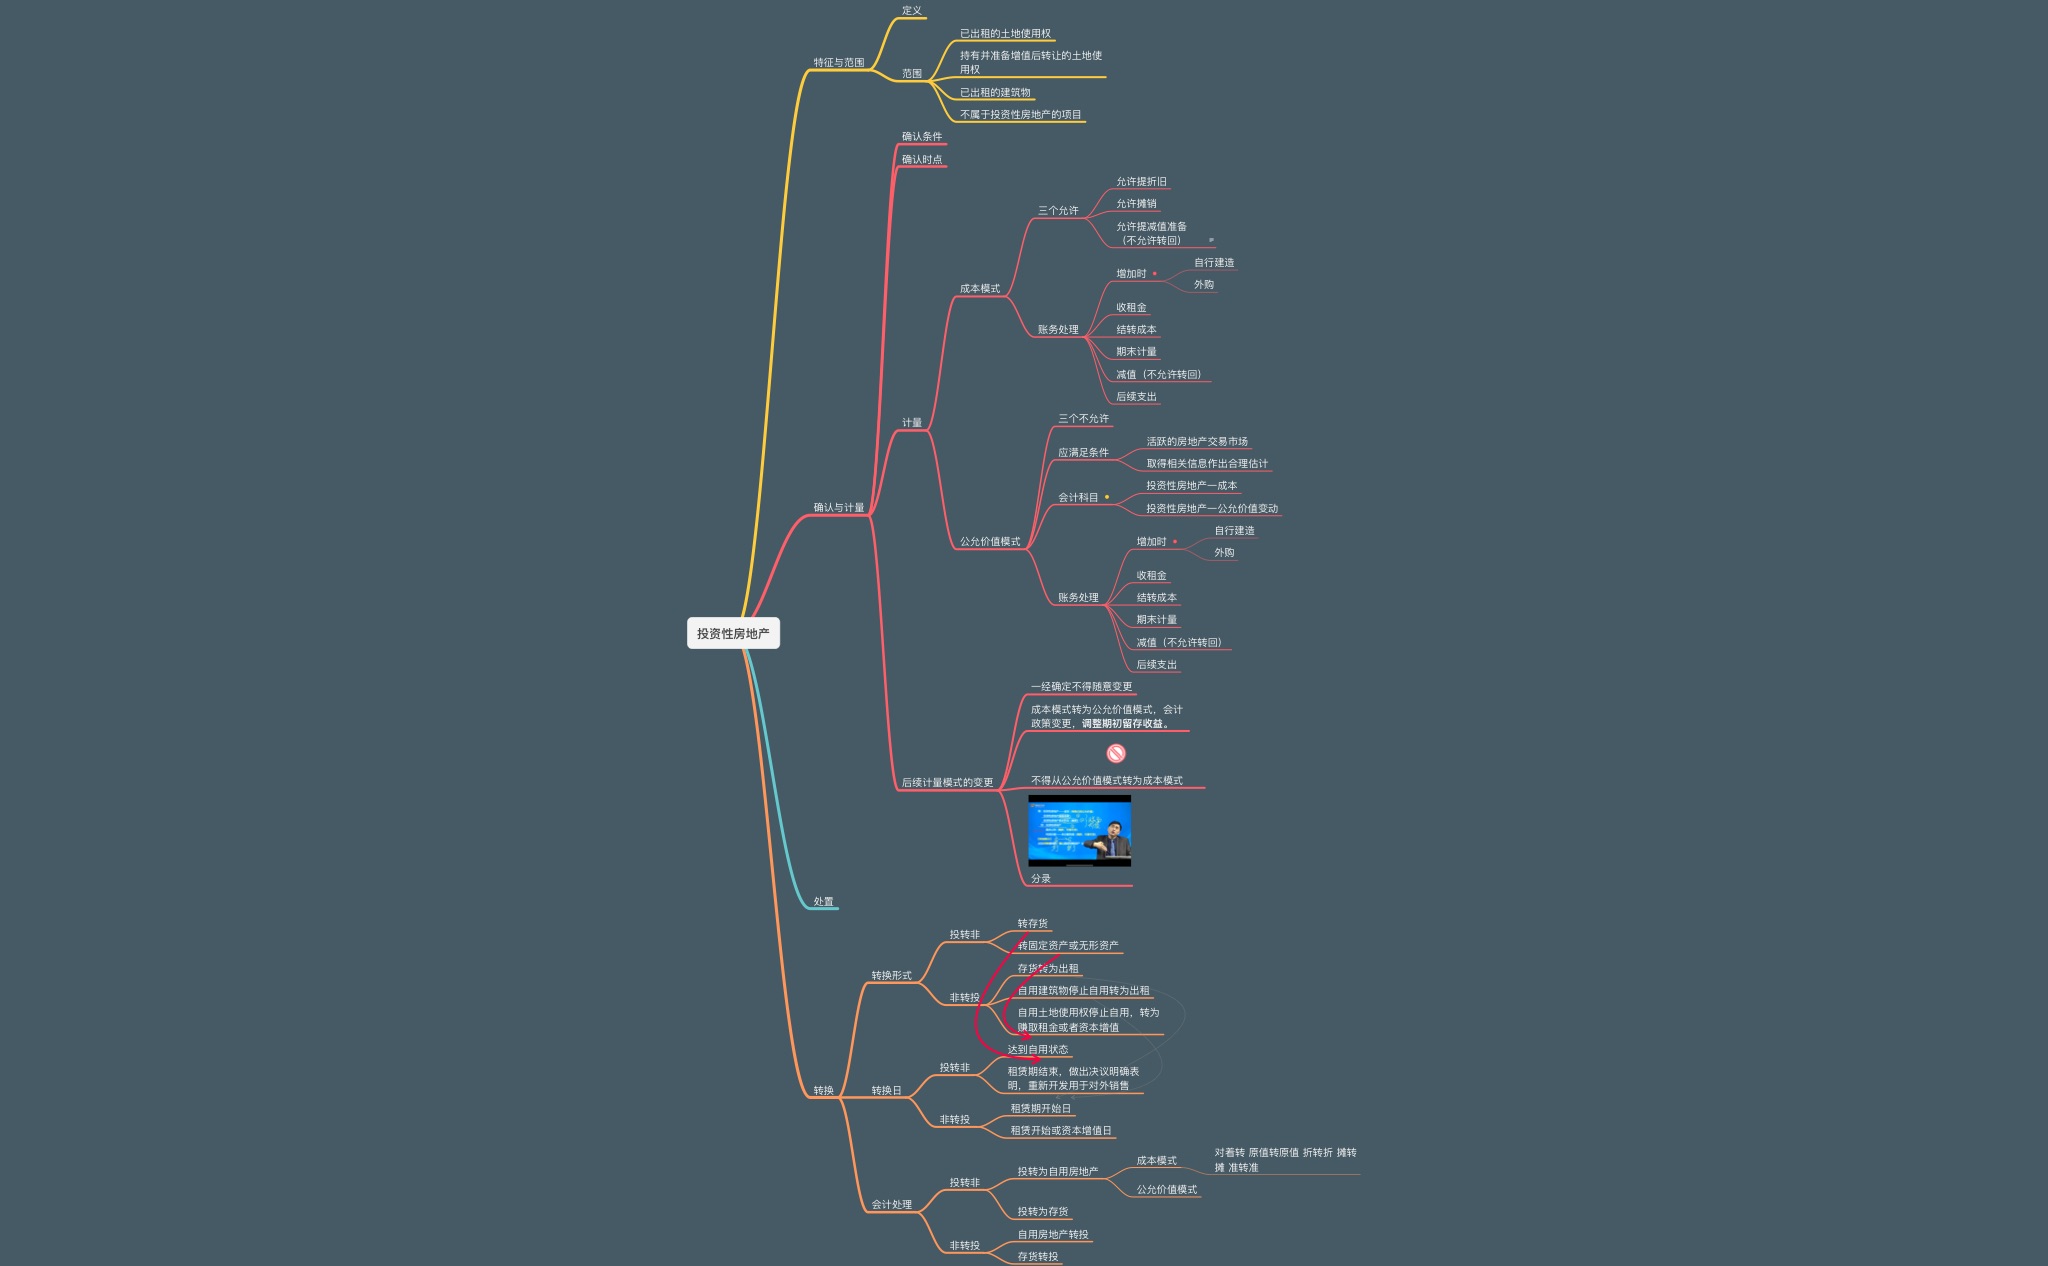 定义
特征与范围
范围
已出租的土地使用权
持有并准备增值后转让的土地使
用权
已出租的建筑物
不属于投资性房地产的项目
确认条件
确认时点
三个允许
允许提折旧
允许摊销
允许提减值准备
（不允许转回）
成本模式
增加时
自行建造
外购
账务处理
收租金
结转成本
期末计量
减值（不允许转回）
后续支出
计量
三个不允许
应满足条件
活跃的房地产交易市场
取得相关信息作出合理估计
会计科目
投资性房地产一成本
投资性房地产一公允价值变动
确认与计量
公允价值模式
增加时
自行建造
外购
账务处理
收租金
结转成本
期末计量
减值（不允许转回）
后续支出
投资性房地产
一经确定不得随意变更
成本模式转为公允价值模式，会计
政策变更，调整期初留存收益。
后续计量模式的变更
不得从公允价值模式转为成本模式
分录
处置
转换形式
投转非
转存货
转固定资产或无形资产
非转投
存货转为出租
自用建筑物停止自用转为出租
自用土地使用权停止自用，转为
赚取租金或者资本增值
转换
转换日
投转非
达到自用状态
租赁期结束，做出决议明确表
明，重新开发用于对外销售
非转投
租赁期开始日
租赁开始或资本增值日
会计处理
投转非
投转为自用房地产
成本模式
对着转 原值转原值 折转折 摊转
摊 准转准
公允价值模式
投转为存货
非转投
自用房地产转投
存货转投